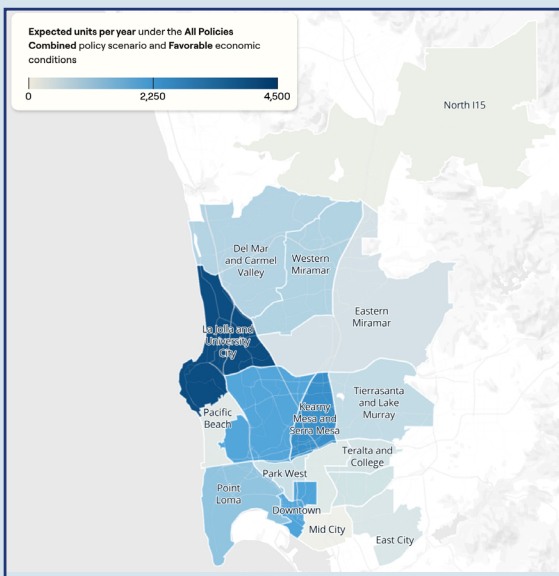 Expected units per year under the All Policies
Combined policy scenario and Favorable economic
conditions
0
2,250
4,500
North I15
Del Mar
and Carmel
Valley
Western
Miramar
Eastern
Miramar
La Jolla and
University
City
Tierrasanta
and Lake
Murray
Kearny
Mesa and
Serra Mesa
Pacific
Beach
Teralta and
College
Park West
Point
Loma
Downtown
Mid City
East City